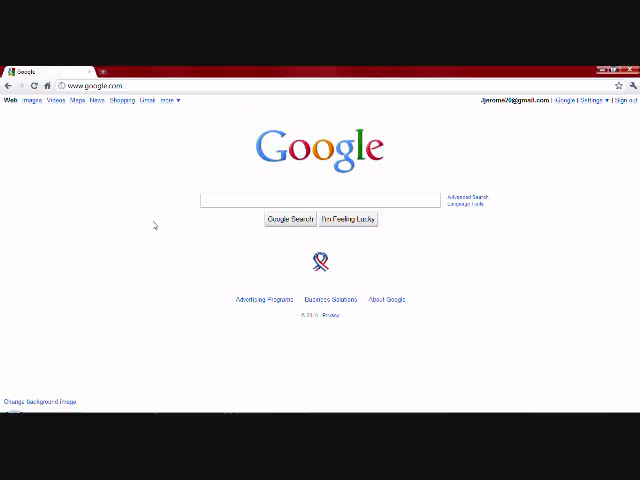 Google
www.google.com
Web Images Videos Maps News Shopping Gmail more ▼
iGoogle | Settings ▼ | Sign out
Google
Advanced Search
Language Tools
Google Search I'm Feeling Lucky
Advertising Programs Business Solutions About Google
Privacy
Change background image